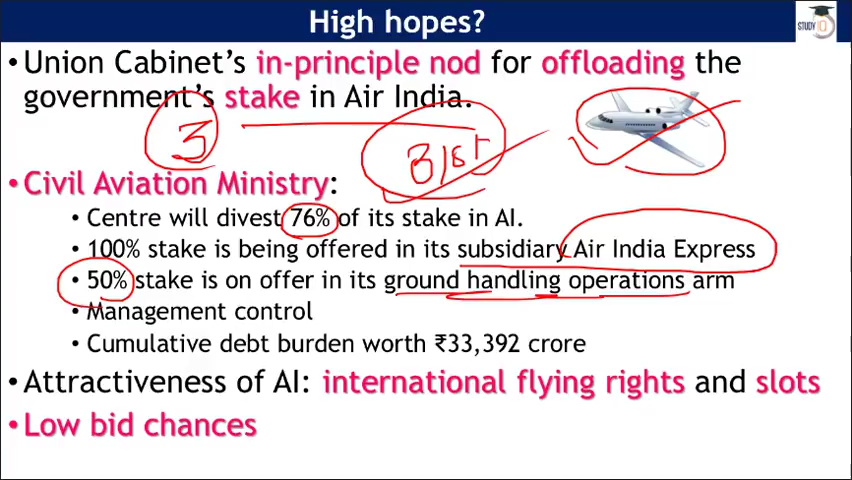 High hopes?
STUDY IQ
• Union Cabinet's in-principle nod for offloading the
government's stake in Air India.
3
31st
• Civil Aviation Ministry:
• Centre will divest 76% of its stake in AI.
• 100% stake is being offered in its subsidiary Air India Express
• 50% stake is on offer in its ground handling operations arm
• Management control
• Cumulative debt burden worth ₹33,392 crore
• Attractiveness of AI: international flying rights and slots
• Low bid chances